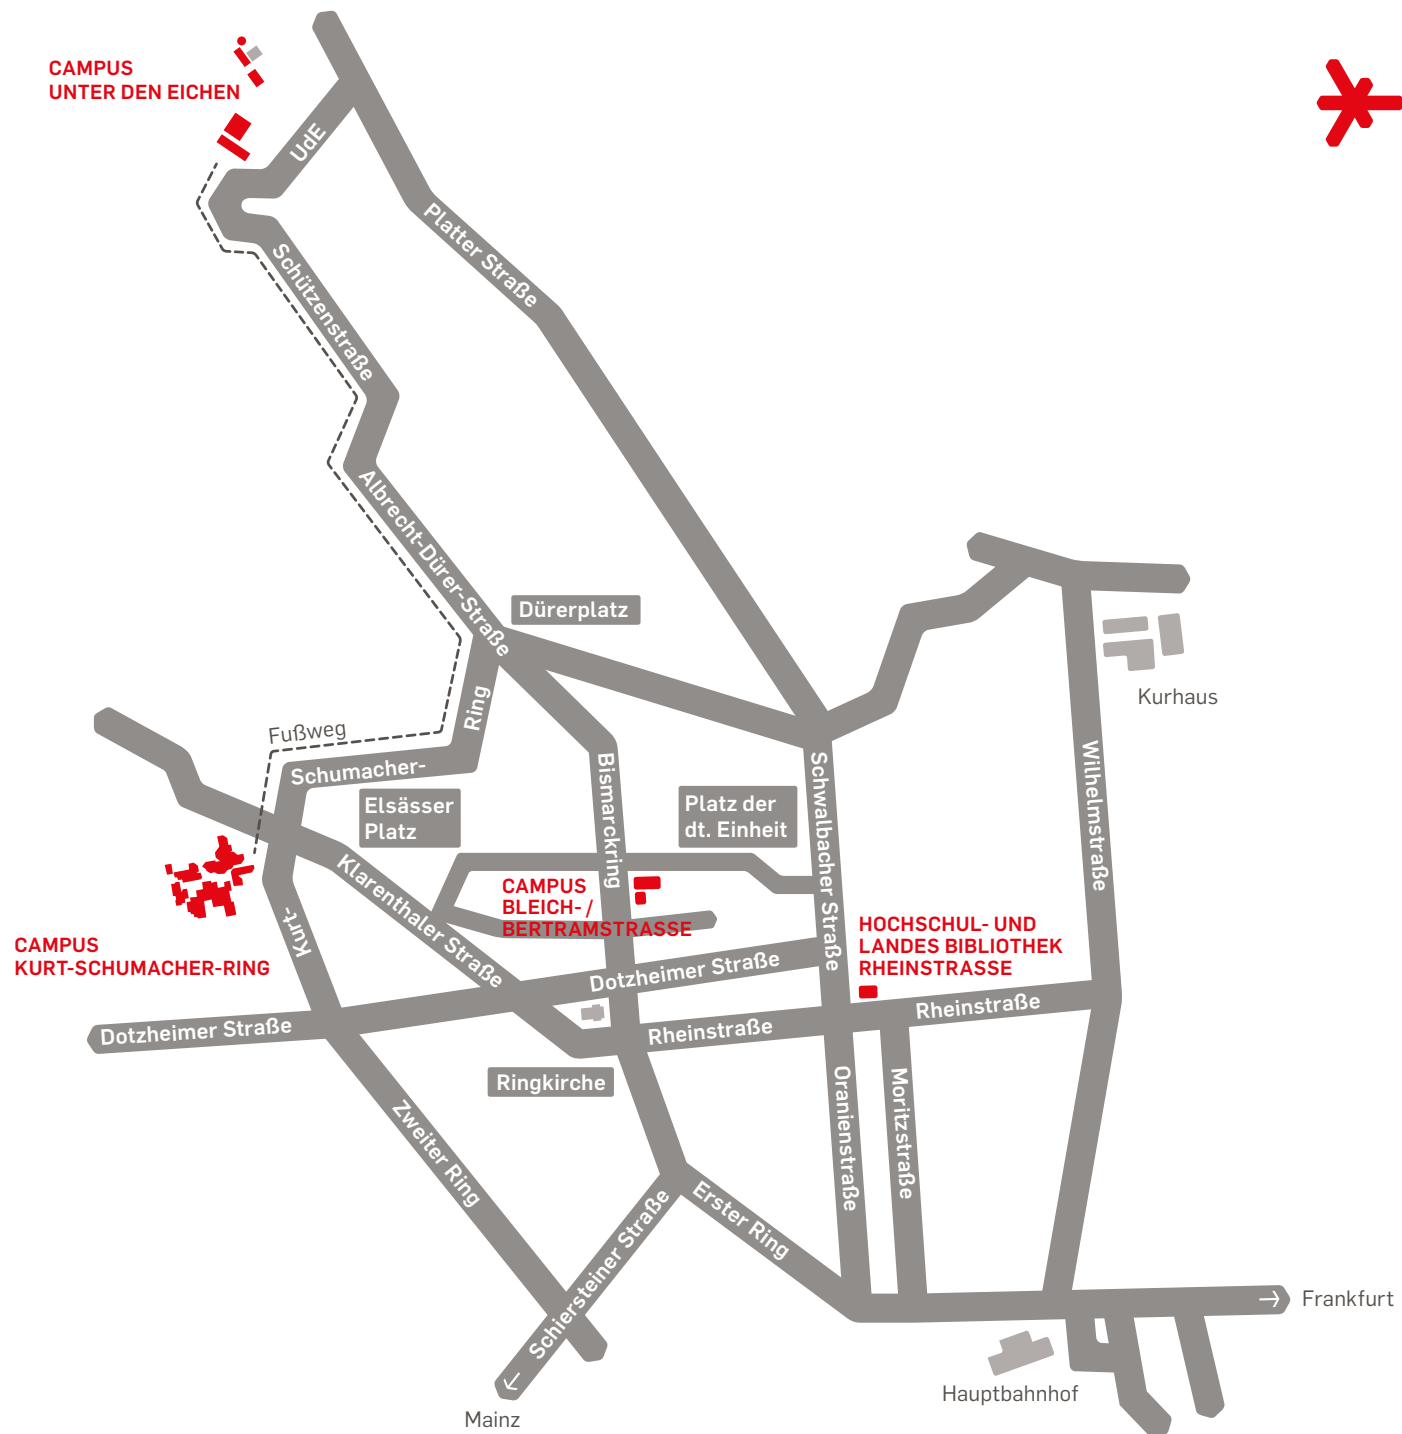 CAMPUS
UNTER DEN EICHEN
UdE
Platter Straße
Schützenstraße
Albrecht-Dürer-Straße
Dürerplatz
Kurhaus
Ring
Fußweg
Schumacher-
Elsässer
Platz
Bismarckring
Platz der
dt. Einheit
Schwalbacher Straße
Wilhelmstraße
Klarenthaler Straße
CAMPUS
BLEICH- /
BERTRAMSTRASSE
Kurt-
CAMPUS
KURT-SCHUMACHER-RING
HOCHSCHUL- UND
LANDES BIBLIOTHEK
RHEINSTRASSE
Dotzheimer Straße
Dotzheimer Straße
Rheinstraße
Rheinstraße
Ringkirche
Zweiter Ring
Oranienstraße
Moritzstraße
Schiersteiner Straße
Erster Ring
Frankfurt
Hauptbahnhof
Mainz